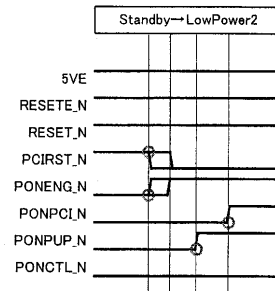 Standby→LowPower2
5VE
RESETE_N
RESET_N
PCIRST_N
PONENG_N
PONPCI_N
PONPUP_N
PONCTL_N